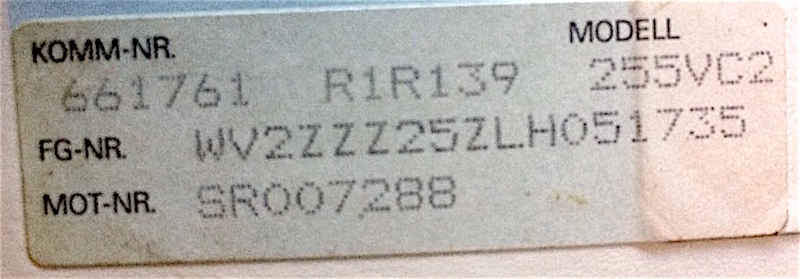 KOMM-NR. MODELL
661761 R1R139 255VC2
FG-NR. WV2ZZZ25ZLH051735
MOT-NR. SR007288